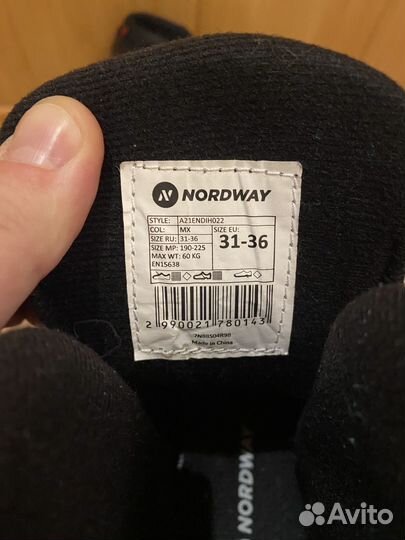 NORDWAY
STYLE: A21ENDIH022
COL: MX
SIZE RU: 31-36
SIZE MP: 190-225
MAX WT: 60 KG
EN15638
SIZE EU:
31-36
2 990021 780143
Made in China
NORDWAY
Avito